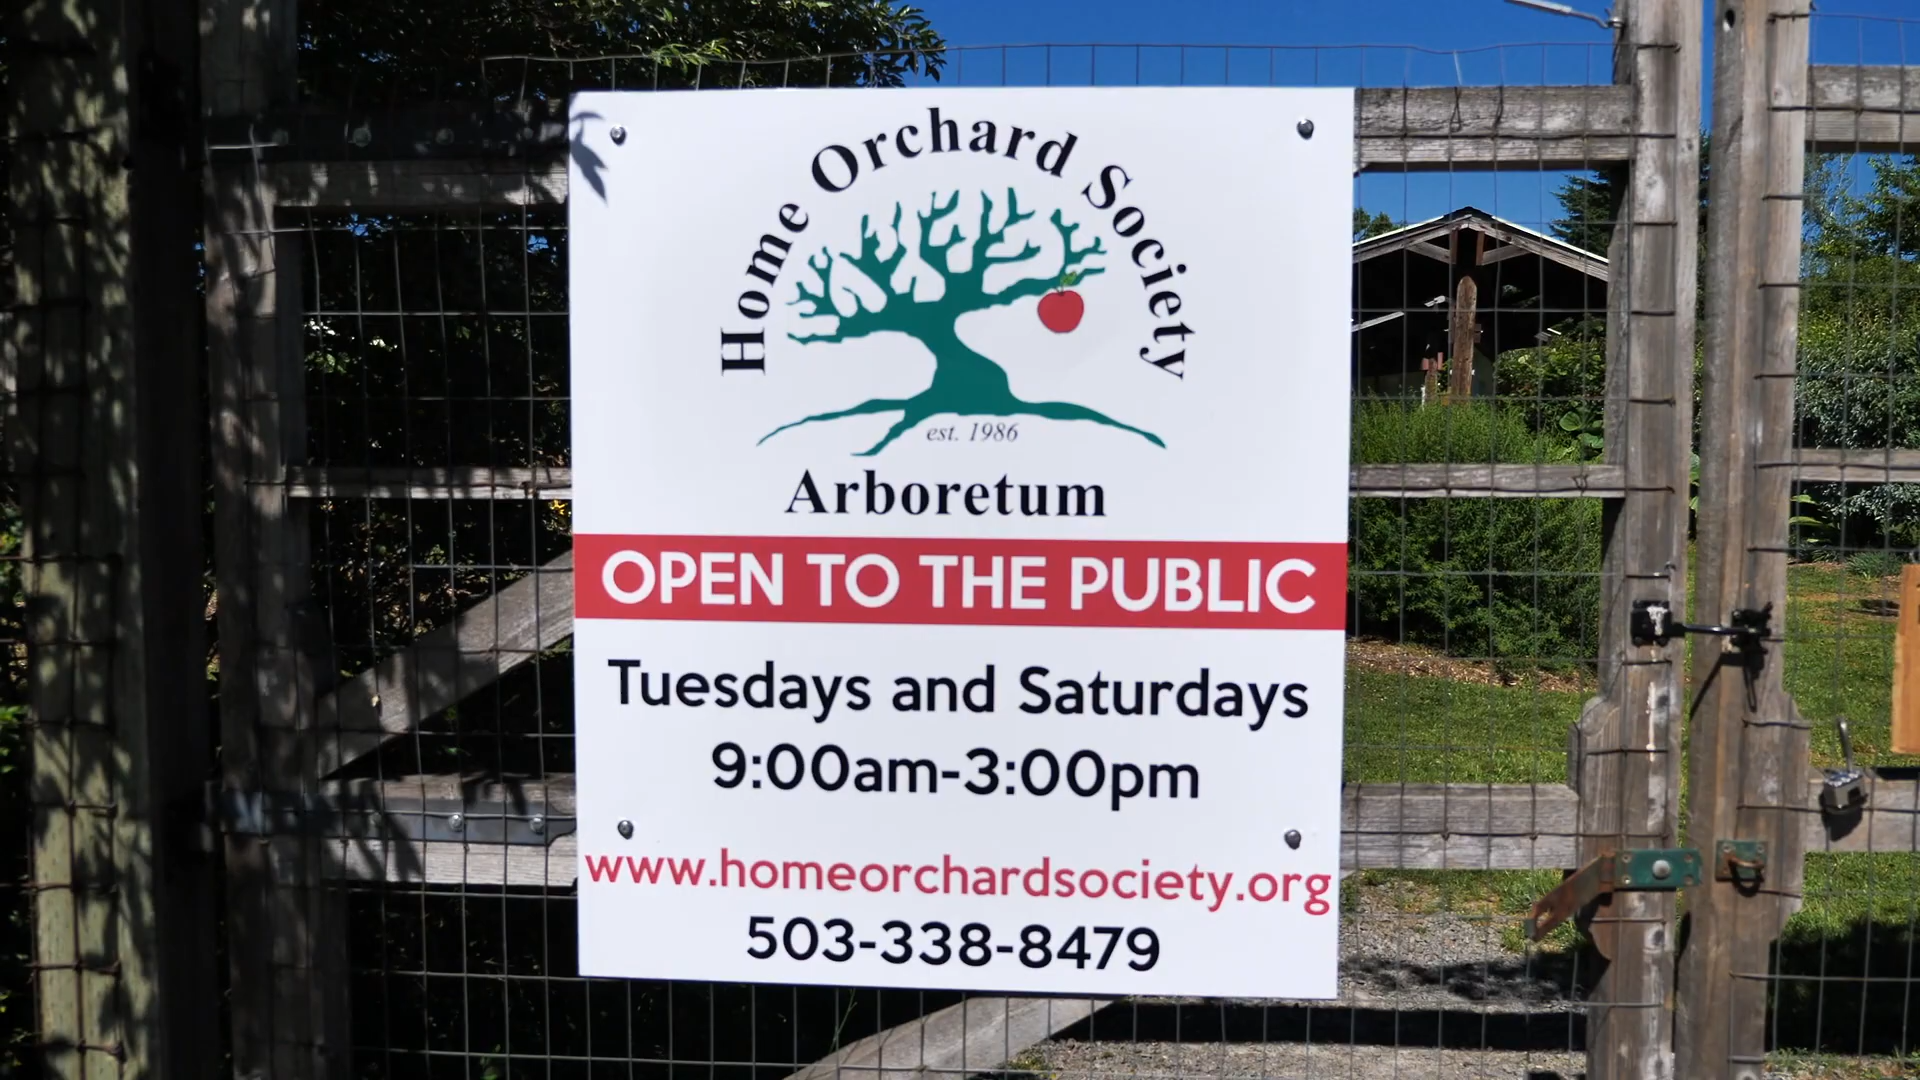 Home Orchard Society
est. 1986
Arboretum
OPEN TO THE PUBLIC
Tuesdays and Saturdays
9:00am-3:00pm
www.homeorchardsociety.org
503-338-8479